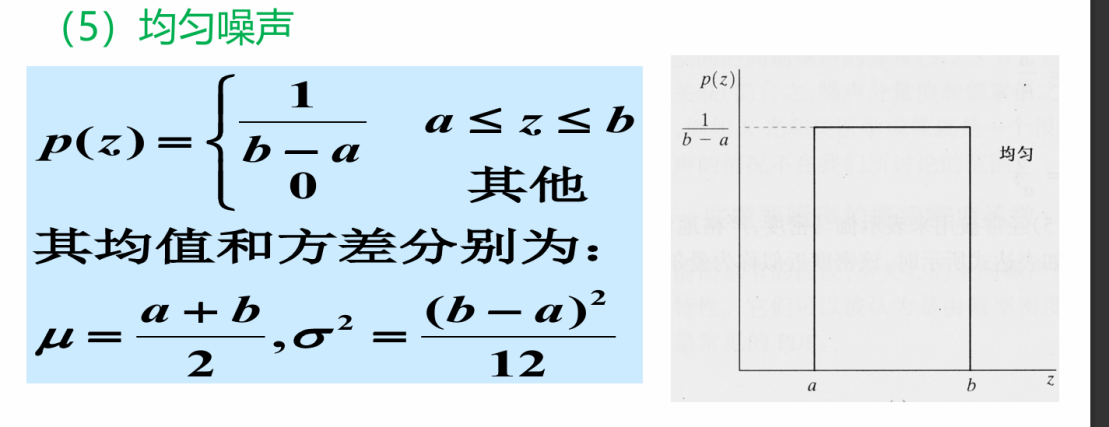 （5）均匀噪声
p(z) = { 1/(b − a)   a ≤ z ≤ b
0   其他
其均值和方差分别为：
μ = (a + b)/2 , σ² = (b − a)²/12
p(z)
1/(b − a)
均匀
a
b
z